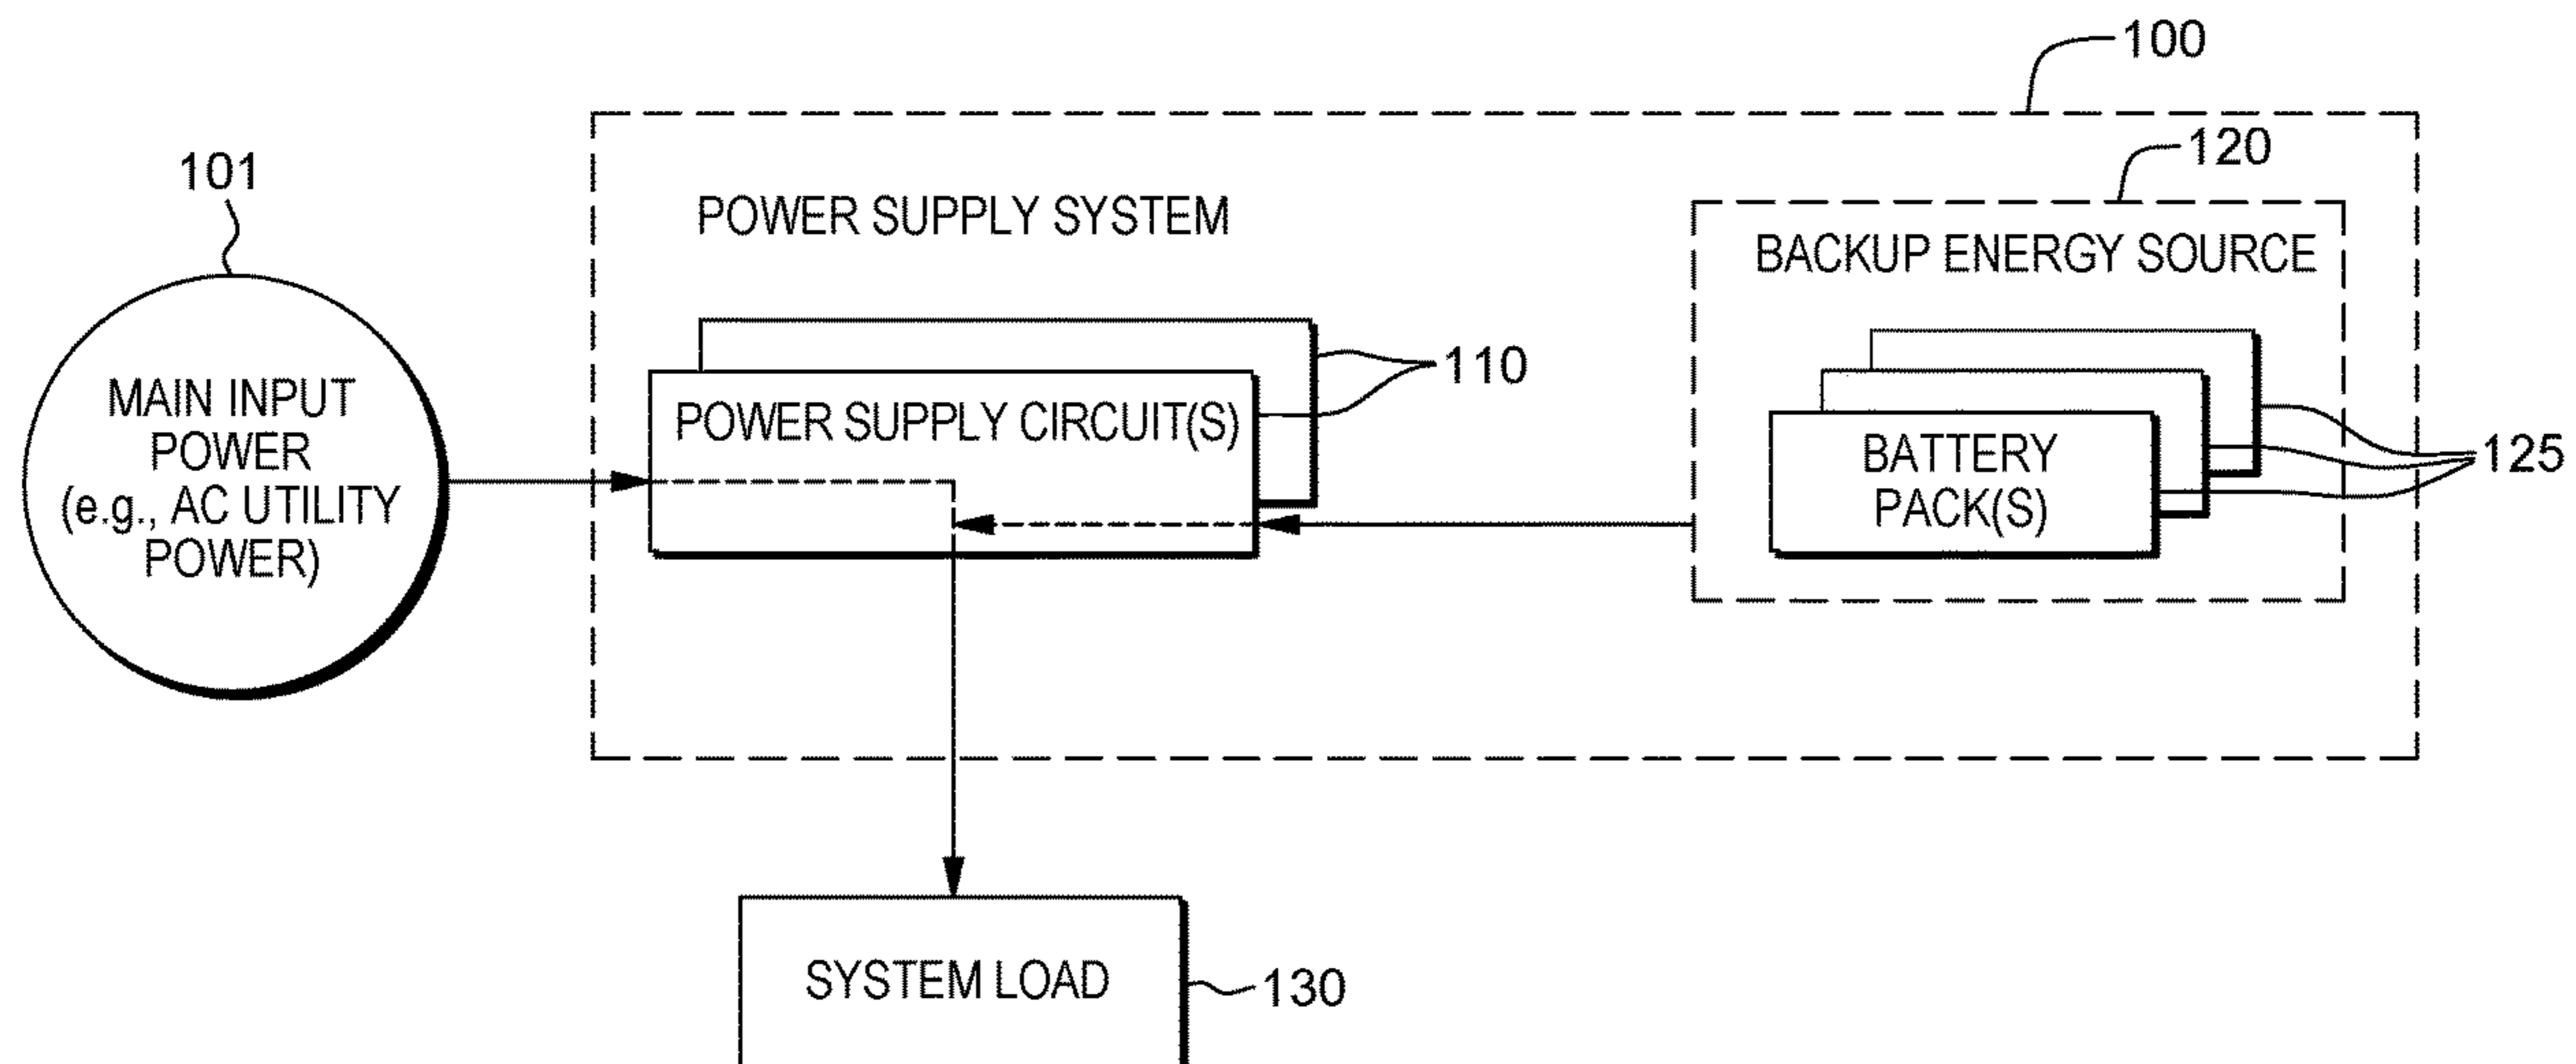 100
120
101
POWER SUPPLY SYSTEM
BACKUP ENERGY SOURCE
110
MAIN INPUT
POWER
(e.g., AC UTILITY
POWER)
POWER SUPPLY CIRCUIT(S)
BATTERY
PACK(S)
125
SYSTEM LOAD
130